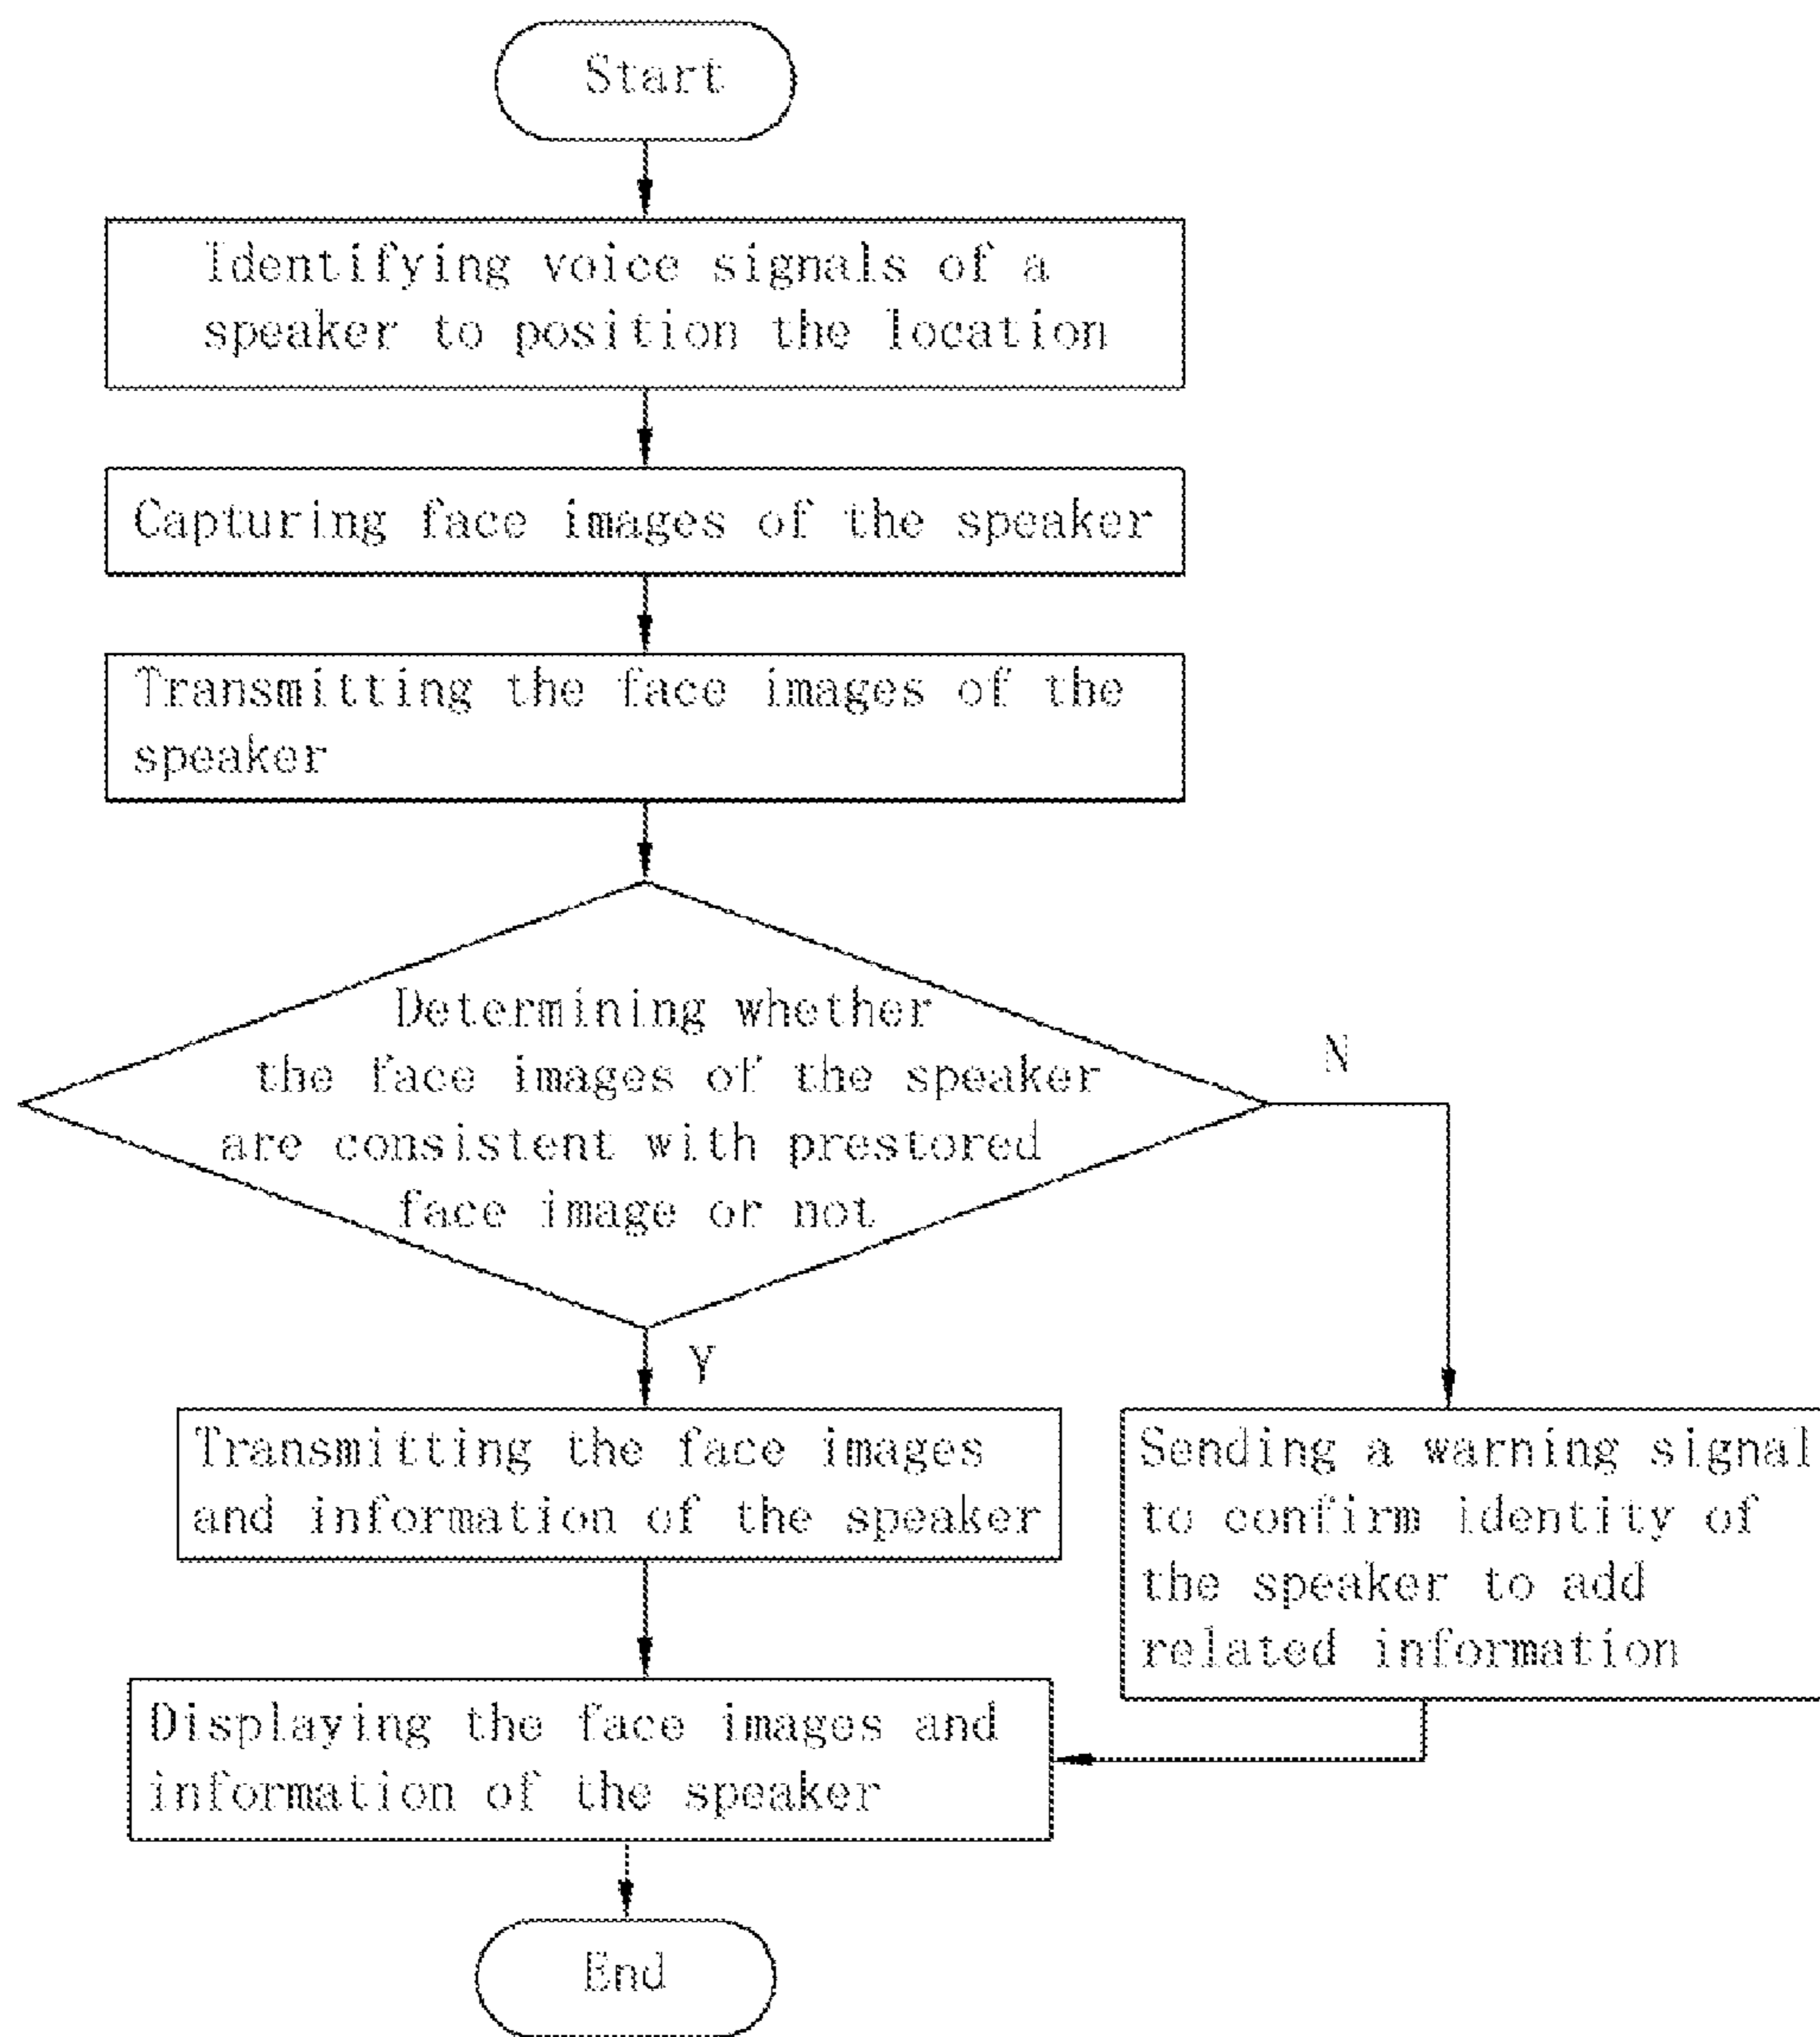 Start
Identifying voice signals of a
speaker to position the location
Capturing face images of the speaker
Transmitting the face images of the
speaker
Determining whether
the face images of the speaker
are consistent with prestored
face image or not
N
Y
Transmitting the face images
and information of the speaker
Sending a warning signal
to confirm identity of
the speaker to add
related information
Displaying the face images and
information of the speaker
End